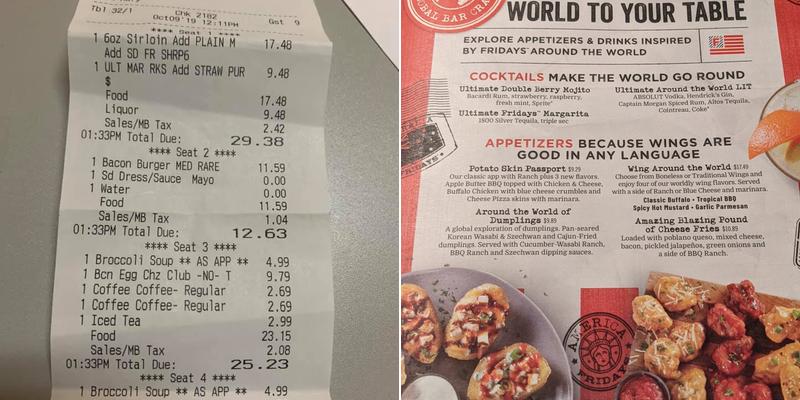 Tbl 32/1 Chk 2182 Gst 9
Oct09'19 12:11PM
**** Seat 1 ****
1 6oz Sirloin Add PLAIN M 17.48
Add SD FR SHRP6
1 ULT MAR RKS Add STRAW PUR 9.48
$
Food 17.48
Liquor 9.48
Sales/MB Tax 2.42
01:33PM Total Due: 29.38
**** Seat 2 ****
1 Bacon Burger MED RARE 11.59
1 Sd Dress/Sauce Mayo 0.00
1 Water 0.00
Food 11.59
Sales/MB Tax 1.04
01:33PM Total Due: 12.63
**** Seat 3 ****
1 Broccoli Soup ** AS APP ** 4.99
1 Bcn Egg Chz Club -NO- T 9.79
1 Coffee Coffee- Regular 2.69
1 Coffee Coffee- Regular 2.69
1 Iced Tea 2.99
Food 23.15
Sales/MB Tax 2.08
01:33PM Total Due: 25.23
**** Seat 4 ****
1 Broccoli Soup ** AS APP ** 4.99
WORLD TO YOUR TABLE
EXPLORE APPETIZERS & DRINKS INSPIRED
BY FRIDAYS AROUND THE WORLD
COCKTAILS MAKE THE WORLD GO ROUND
Ultimate Double Berry Mojito
Bacardi Rum, strawberry, raspberry,
fresh mint, Sprite
Ultimate Fridays Margarita
1800 Silver Tequila, triple sec
Ultimate Around the World LIT
ABSOLUT Vodka, Hendrick's Gin,
Captain Morgan Spiced Rum, Altos Tequila,
Cointreau, Coke
APPETIZERS BECAUSE WINGS ARE
GOOD IN ANY LANGUAGE
Potato Skin Passport $9.29
Our classic app with Ranch plus 3 new flavors.
Apple Butter BBQ topped with Chicken & Cheese,
Buffalo Chicken with blue cheese crumbles and
Cheese Pizza skins with marinara.
Around the World of
Dumplings $9.89
A global exploration of dumplings. Pan-seared
Korean Wasabi & Szechwan and Cajun-Fried
dumplings. Served with Cucumber-Wasabi Ranch,
BBQ Ranch and Szechwan dipping sauces.
Wing Around the World $17.49
Choose from Boneless or Traditional Wings and
enjoy four of our worldly wing flavors. Served
with a side of Ranch or Blue Cheese and marinara.
Classic Buffalo • Tropical BBQ
Spicy Hot Mustard • Garlic Parmesan
Amazing Blazing Pound
of Cheese Fries $10.89
Loaded with poblano queso, mixed cheese,
bacon, pickled jalapeños, green onions and
a side of BBQ Ranch.
AMERICA
FRIDAYS